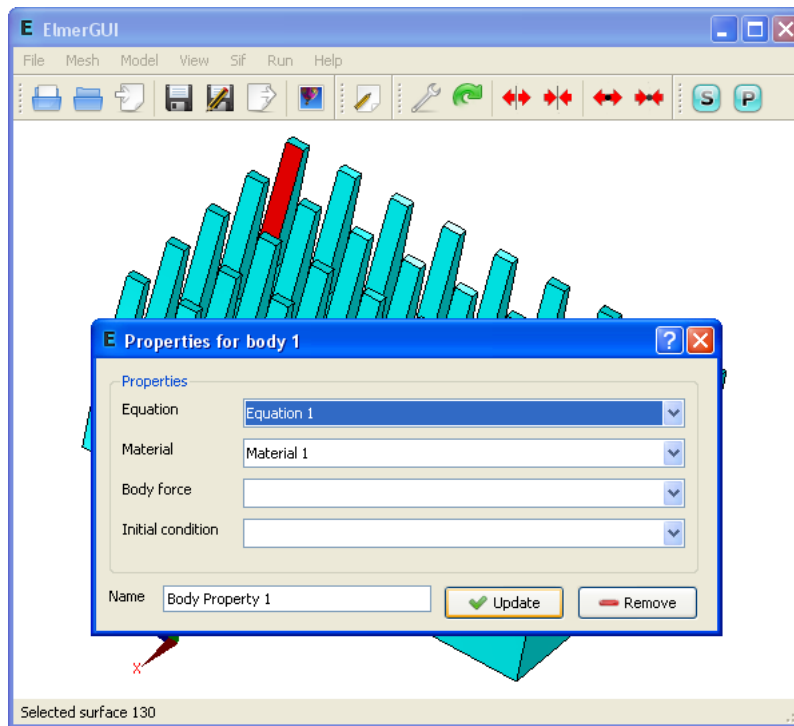 E ElmerGUI
File Mesh Model View Sif Run Help
S P
E Properties for body 1
Properties
Equation Equation 1
Material Material 1
Body force
Initial condition
Name Body Property 1 Update Remove
X
Selected surface 130